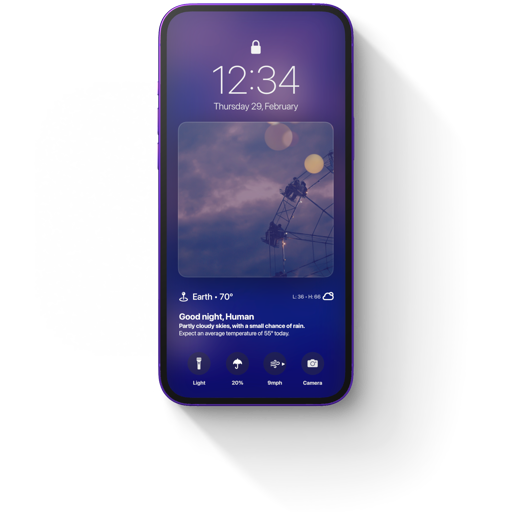 12:34
Thursday 29, February
Earth • 70°
L: 36 • H: 66
Good night, Human
Partly cloudy skies, with a small chance of rain.
Expect an average temperature of 55° today.
Light
20%
9mph
Camera